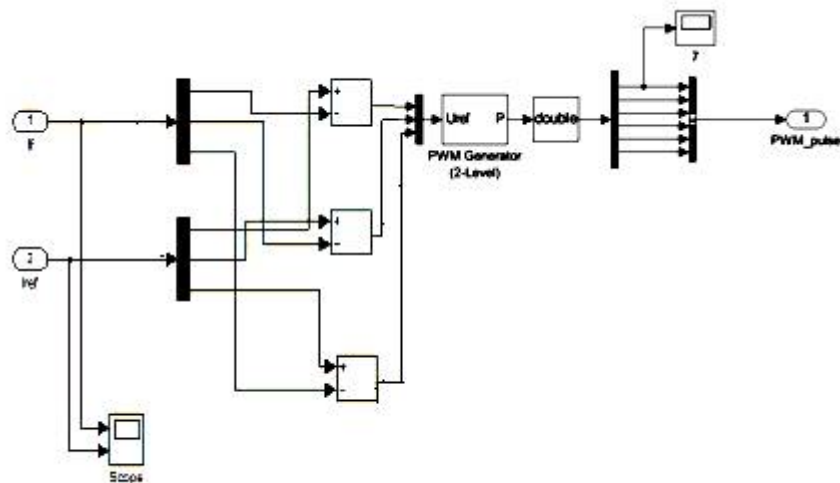 7
+
-
1
If
Uref P
double
1
PWM_pulse
PWM Generator
(2-Level)
+
-
2
Iref
+
-
Scope